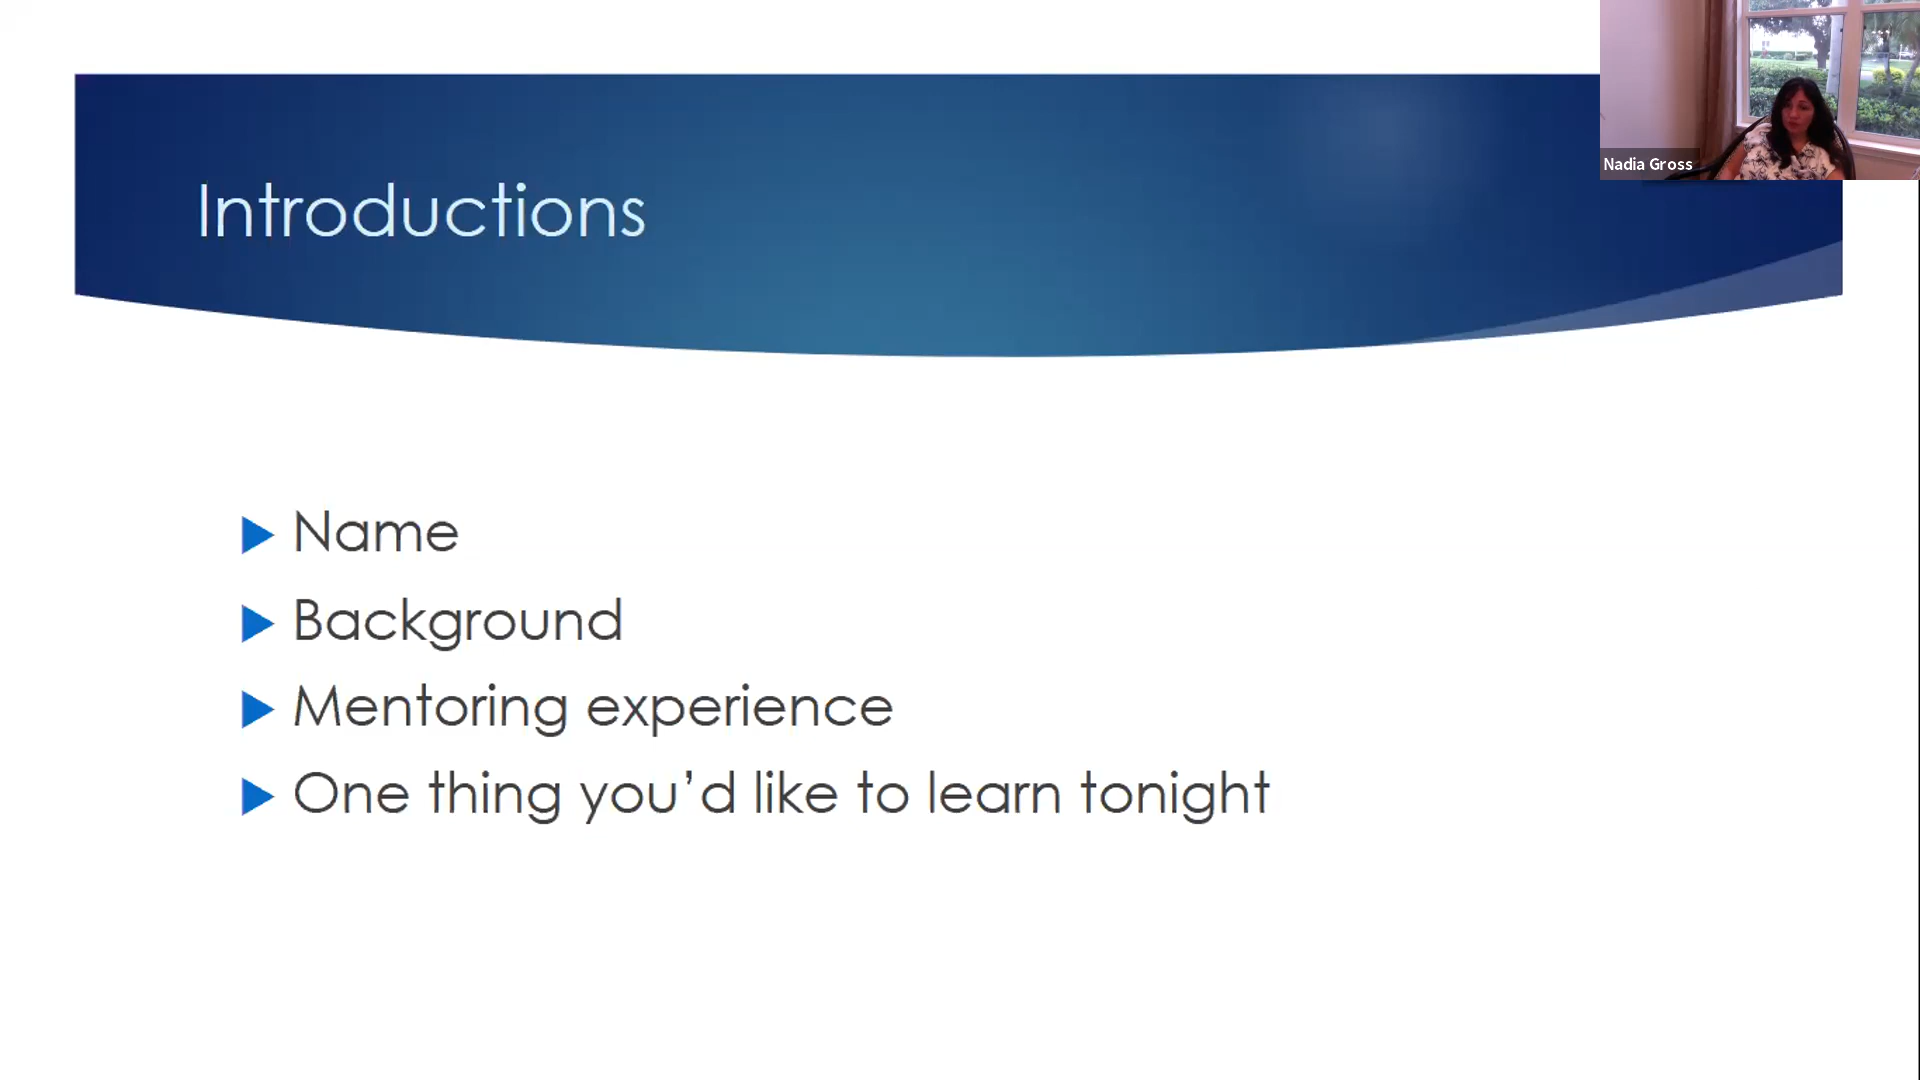 Introductions
Nadia Gross
Name
Background
Mentoring experience
One thing you’d like to learn tonight